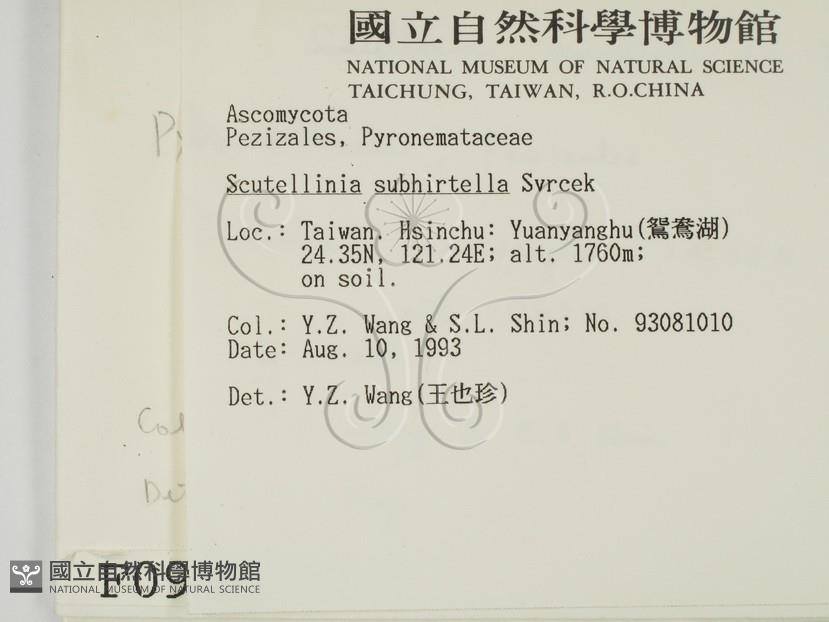 國立自然科學博物館
NATIONAL MUSEUM OF NATURAL SCIENCE
TAICHUNG, TAIWAN, R.O.CHINA
Ascomycota
Pezizales, Pyronemataceae
Scutellinia subhirtella Svrcek
Loc.: Taiwan. Hsinchu: Yuanyanghu(鴛鴦湖)
24.35N, 121.24E; alt. 1760m;
on soil.
Col.: Y.Z. Wang & S.L. Shin; No. 93081010
Date: Aug. 10, 1993
Det.: Y.Z. Wang(王也珍)
Col
De
F09
國立自然科學博物館
NATIONAL MUSEUM OF NATURAL SCIENCE